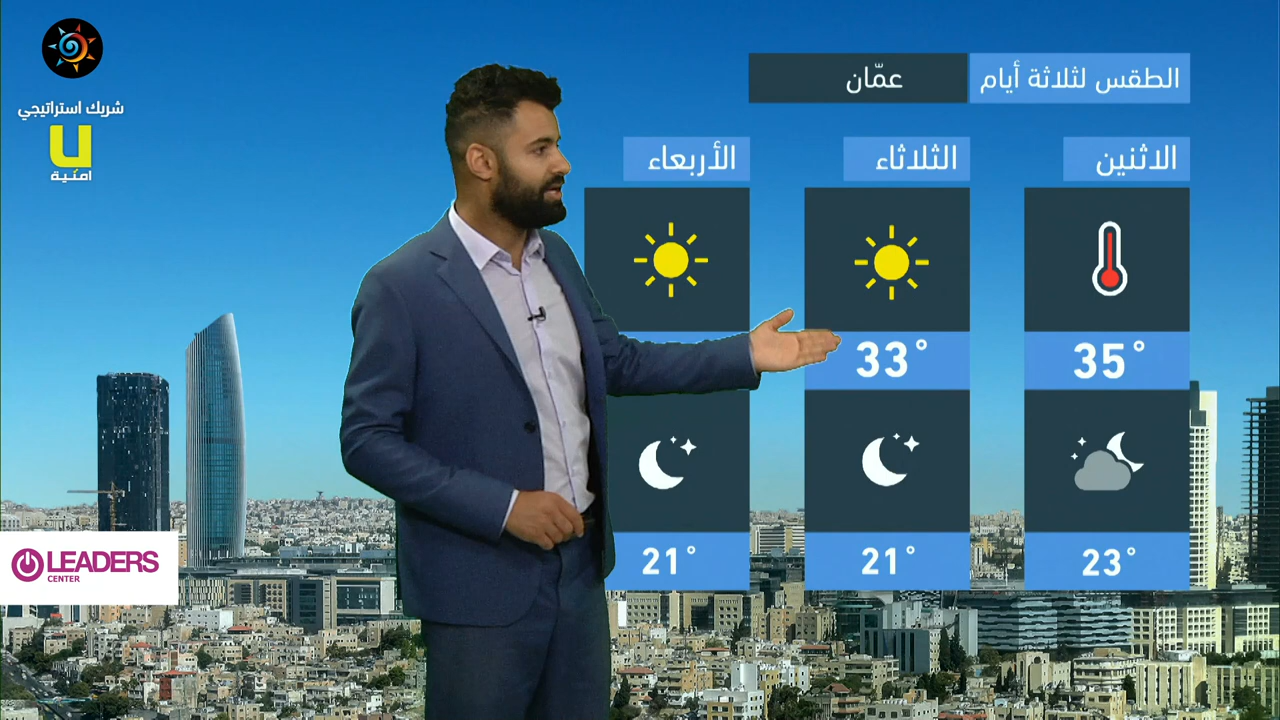 الطقس لثلاثة أيام
عمّان
الاثنين
الثلاثاء
الأربعاء
35°
33°
23°
21°
21°
شريك استراتيجي
U
امنية
LEADERS
CENTER